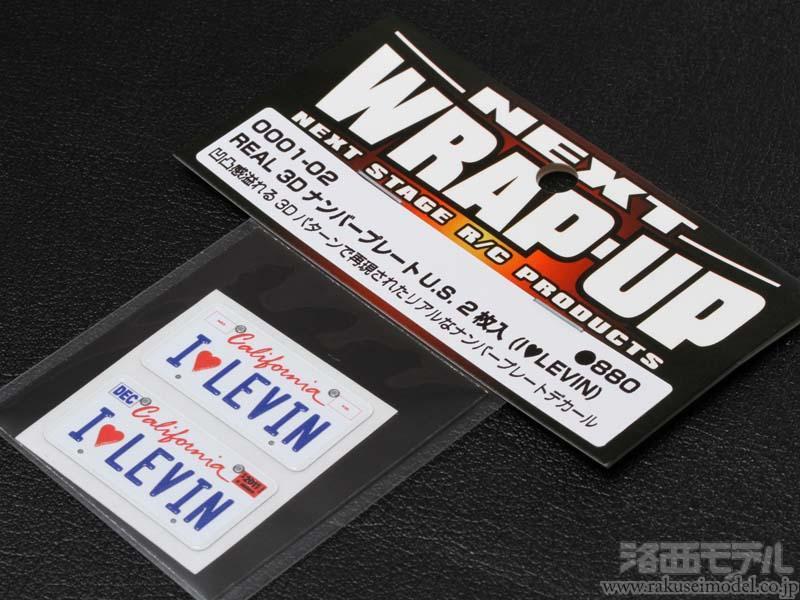 NEXT
WRAP-UP
NEXT STAGE R/C PRODUCTS
0001-02
REAL 3DナンバープレートU.S. 2枚入 (I♥LEVIN)
凹凸感溢れる3Dパターンで再現されたリアルなナンバープレートデカール
●880
California
I♥LEVIN
DEC
California
2011
I♥LEVIN
洛西モデル
www.rakuseimodel.co.jp